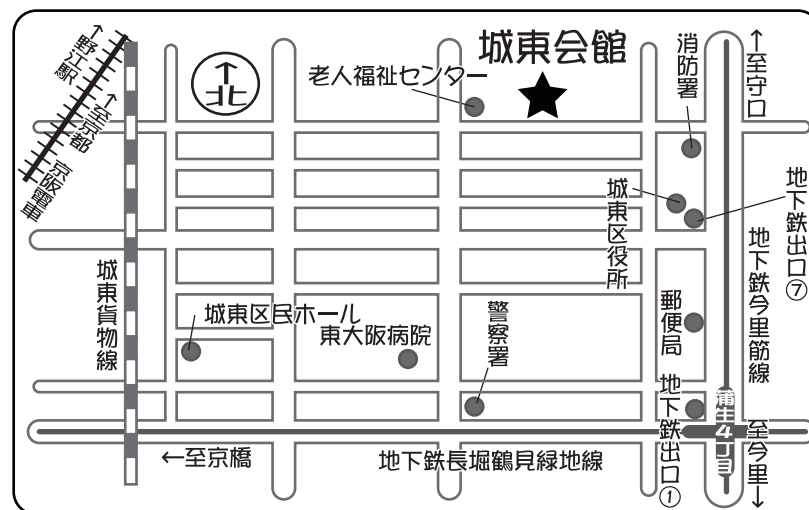 城東会館
老人福祉センター
↑
北
↑野江駅
↑至京都
京阪電車
消防署
↑至守口
地下鉄出口⑦
城東区役所
地下鉄今里筋線
城東貨物線
城東区民ホール
東大阪病院
警察署
郵便局
地下鉄出口①
蒲生4丁目
至今里↓
←至京橋
地下鉄長堀鶴見緑地線